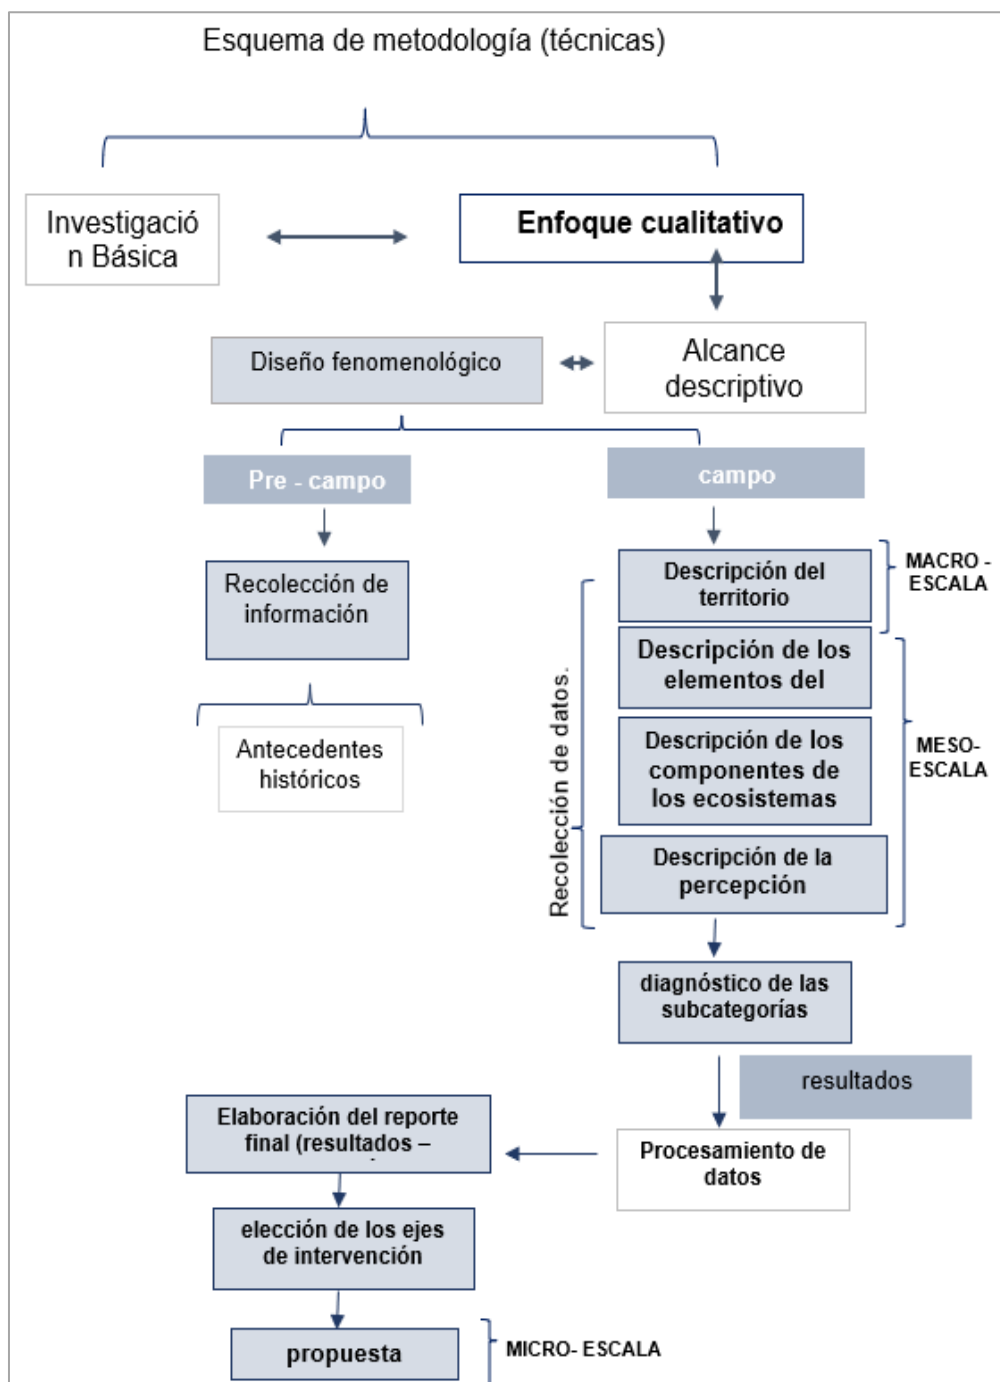 Esquema de metodología (técnicas)
Investigació
n Básica
Enfoque cualitativo
Diseño fenomenológico
Alcance
descriptivo
Pre - campo
campo
Recolección de
información
Antecedentes
históricos
Recolección de datos.
Descripción del
territorio
MACRO -
ESCALA
Descripción de los
elementos del
Descripción de los
componentes de
los ecosistemas
MESO-
ESCALA
Descripción de la
percepción
diagnóstico de las
subcategorías
resultados
Procesamiento de
datos
Elaboración del reporte
final (resultados –
elección de los ejes
de intervención
propuesta
MICRO- ESCALA